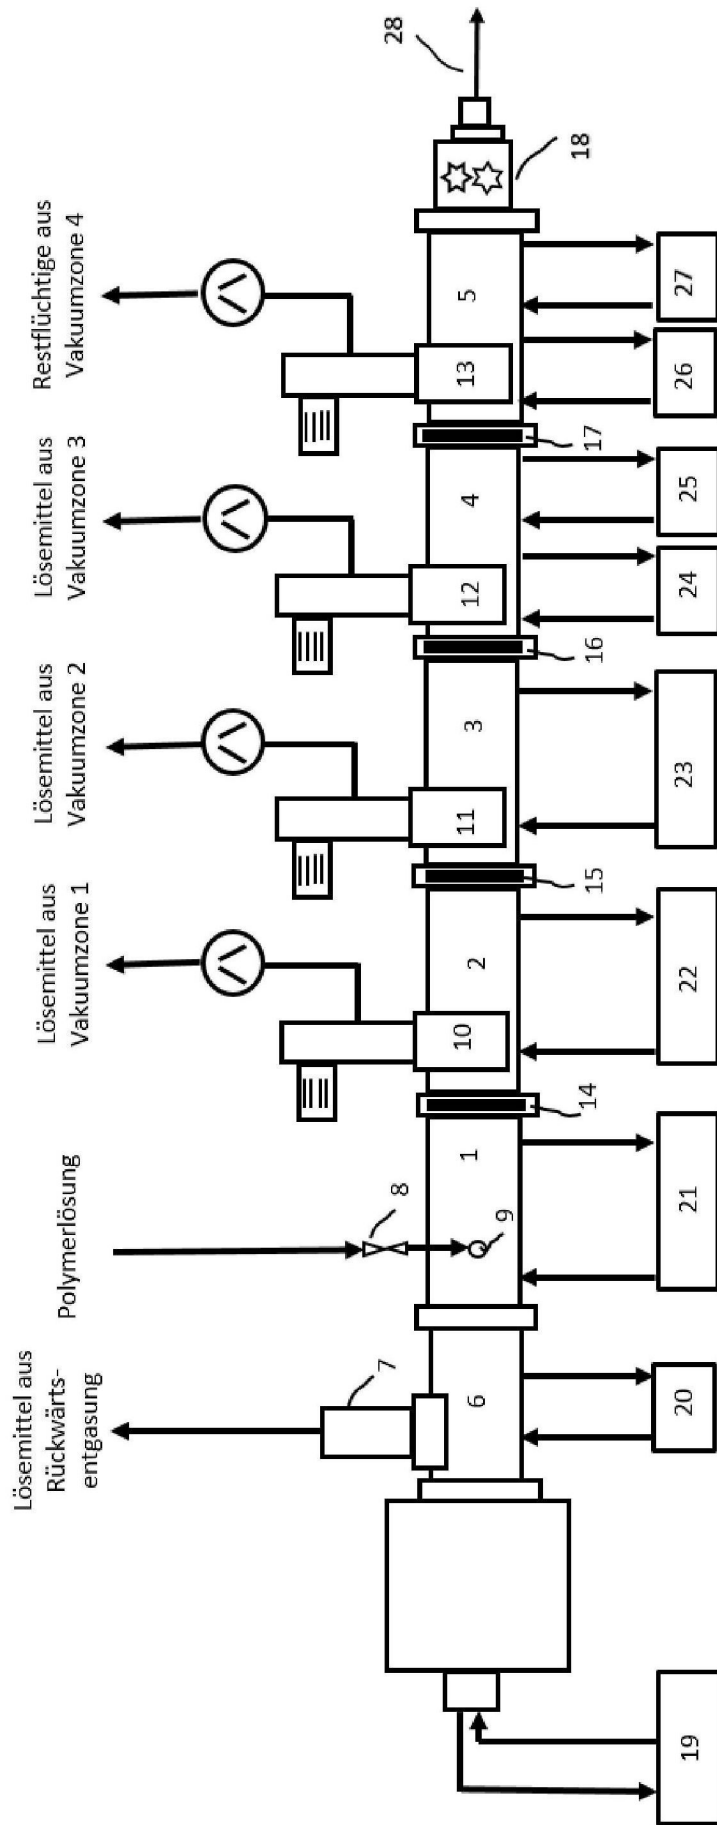 Lösemittel aus
Rückwärts-
entgasung
Polymerlösung
Lösemittel aus
Vakuumzone 1
Lösemittel aus
Vakuumzone 2
Lösemittel aus
Vakuumzone 3
Restflüchtige aus
Vakuumzone 4
7
8
28
6
9
1
10
2
11
3
12
4
13
5
14
15
16
17
18
19
20
21
22
23
24
25
26
27